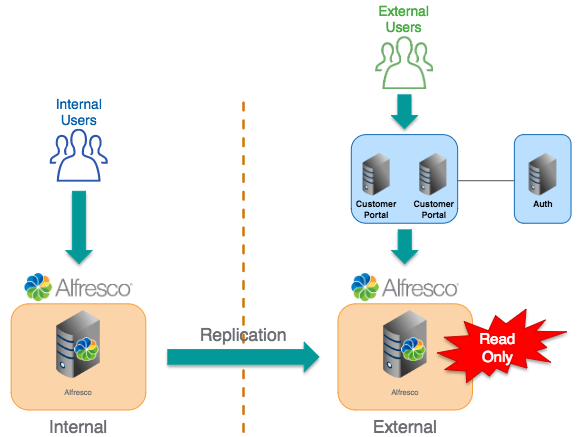 External
Users
Internal
Users
Customer
Portal
Customer
Portal
Auth
Alfresco
Alfresco
Replication
Read
Only
Alfresco
Alfresco
Internal
External